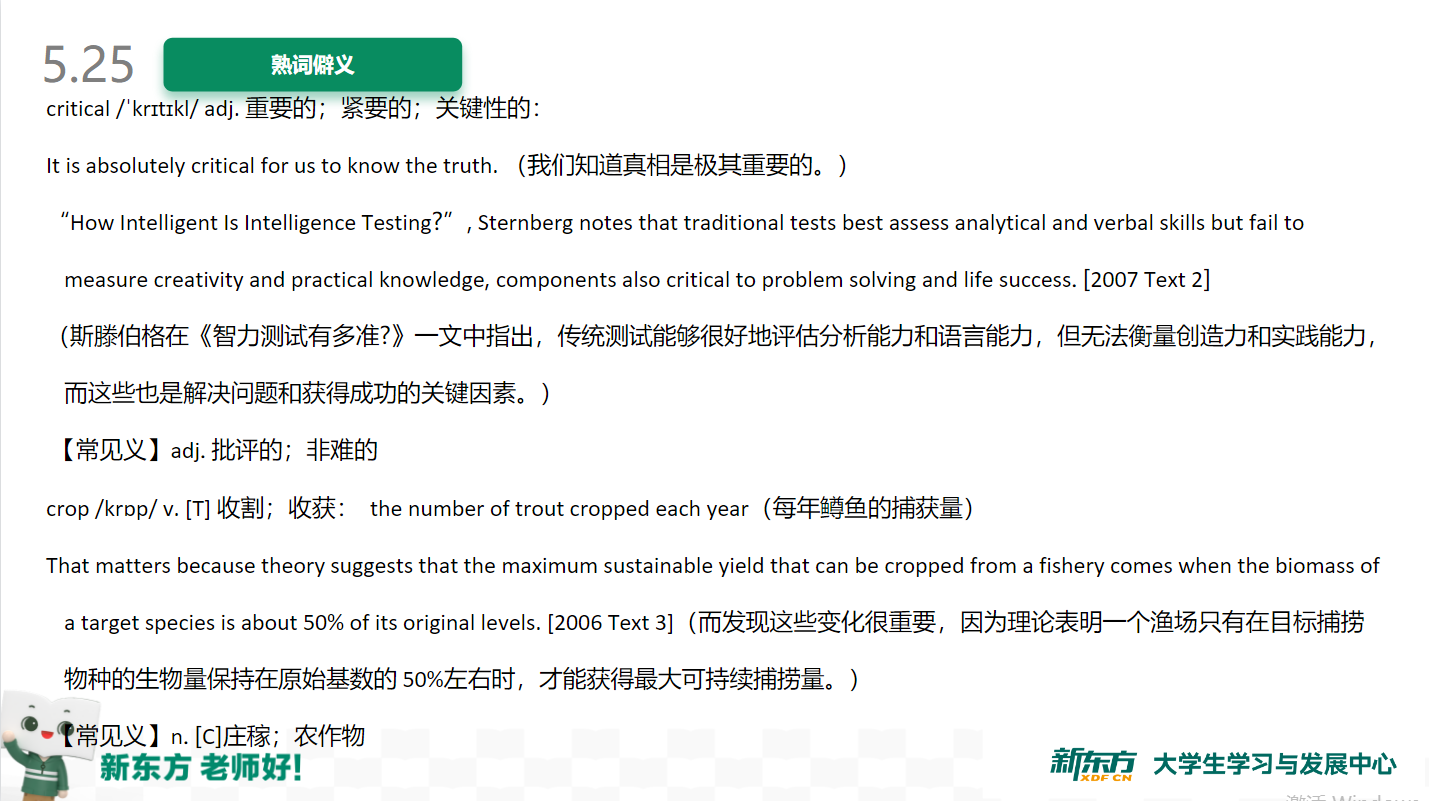 5.25 熟词僻义
critical /ˈkrɪtɪkl/ adj. 重要的；紧要的；关键性的：
It is absolutely critical for us to know the truth. （我们知道真相是极其重要的。）
“How Intelligent Is Intelligence Testing?”, Sternberg notes that traditional tests best assess analytical and verbal skills but fail to
measure creativity and practical knowledge, components also critical to problem solving and life success. [2007 Text 2]
（斯滕伯格在《智力测试有多准?》一文中指出，传统测试能够很好地评估分析能力和语言能力，但无法衡量创造力和实践能力，
而这些也是解决问题和获得成功的关键因素。）
【常见义】adj. 批评的；非难的
crop /krɒp/ v. [T] 收割；收获： the number of trout cropped each year（每年鳟鱼的捕获量）
That matters because theory suggests that the maximum sustainable yield that can be cropped from a fishery comes when the biomass of
a target species is about 50% of its original levels. [2006 Text 3]（而发现这些变化很重要，因为理论表明一个渔场只有在目标捕捞
物种的生物量保持在原始基数的 50%左右时，才能获得最大可持续捕捞量。）
【常见义】n. [C]庄稼；农作物
新东方 老师好!
新东方 XDF.CN 大学生学习与发展中心
激活 Windows